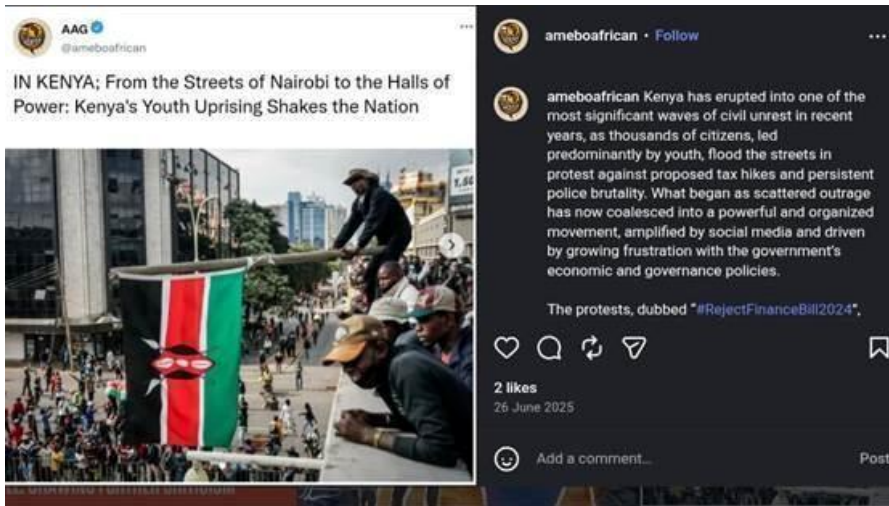 AAG
@ameboafrican
IN KENYA; From the Streets of Nairobi to the Halls of
Power: Kenya's Youth Uprising Shakes the Nation
ameboafrican • Follow
ameboafrican Kenya has erupted into one of the
most significant waves of civil unrest in recent
years, as thousands of citizens, led
predominantly by youth, flood the streets in
protest against proposed tax hikes and persistent
police brutality. What began as scattered outrage
has now coalesced into a powerful and organized
movement, amplified by social media and driven
by growing frustration with the government's
economic and governance policies.
The protests, dubbed "#RejectFinanceBill2024",
2 likes
26 June 2025
Add a comment...
Post